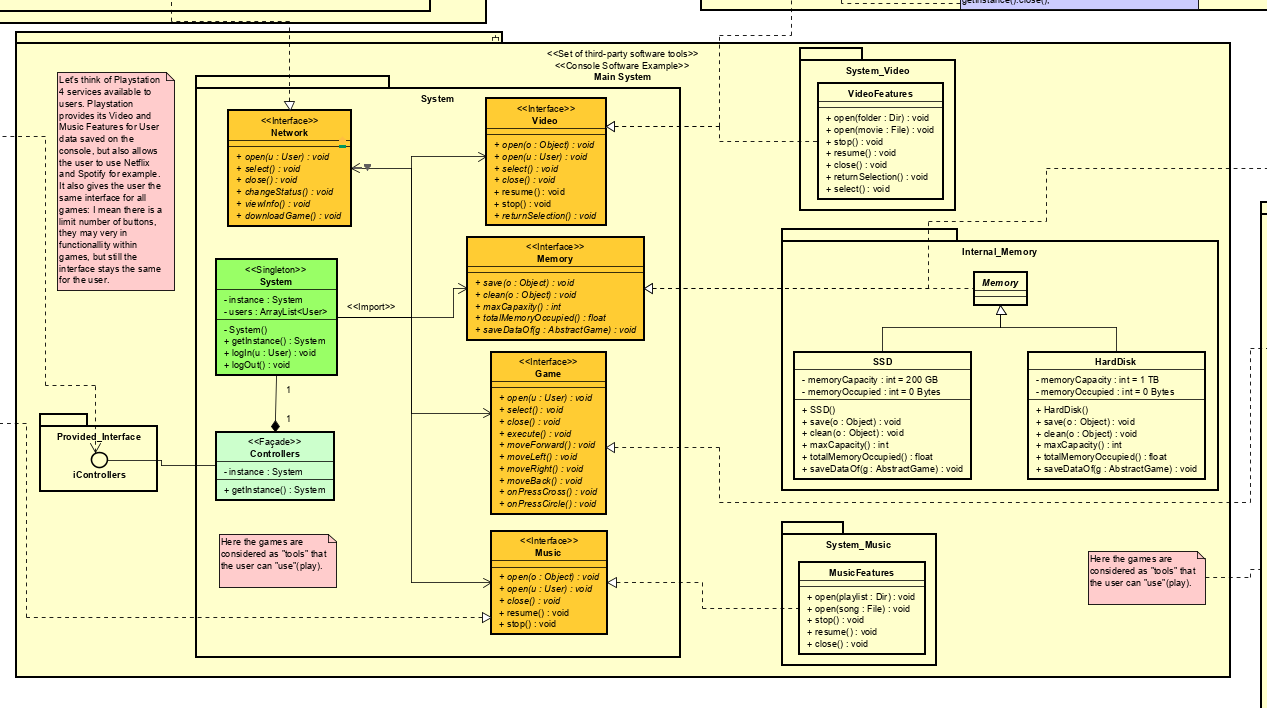 getInstance().close();
<<Set of third-party software tools>>
<<Console Software Example>>
Main System
Let's think of Playstation
4 services available to
users. Playstation
provides its Video and
Music Features for User
data saved on the
console, but also allows
the user to use Netflix
and Spotify for example.
It also gives the user the
same interface for all
games: I mean there is a
limit number of buttons,
they may very in
functionallity within
games, but still the
interface stays the same
for the user.
System
<<Interface>>
Network
+ open(u : User) : void
+ select() : void
+ close() : void
+ changeStatus() : void
+ viewInfo() : void
+ downloadGame() : void
<<Interface>>
Video
+ open(o : Object) : void
+ open(u : User) : void
+ select() : void
+ close() : void
+ resume() : void
+ stop() : void
+ returnSelection() : void
System_Video
VideoFeatures
+ open(folder : Dir) : void
+ open(movie : File) : void
+ stop() : void
+ resume() : void
+ close() : void
+ returnSelection() : void
+ select() : void
<<Singleton>>
System
- instance : System
- users : ArrayList<User>
- System()
+ getInstance() : System
+ logIn(u : User) : void
+ logOut() : void
<<Import>>
<<Interface>>
Memory
+ save(o : Object) : void
+ clean(o : Object) : void
+ maxCapaxity() : int
+ totalMemoryOccupied() : float
+ saveDataOf(g : AbstractGame) : void
Internal_Memory
Memory
SSD
- memoryCapacity : int = 200 GB
- memoryOccupied : int = 0 Bytes
+ SSD()
+ save(o : Object) : void
+ clean(o : Object) : void
+ maxCapacity() : int
+ totalMemoryOccupied() : float
+ saveDataOf(g : AbstractGame) : void
HardDisk
- memoryCapacity : int = 1 TB
- memoryOccupied : int = 0 Bytes
+ HardDisk()
+ save(o : Object) : void
+ clean(o : Object) : void
+ maxCapacity() : int
+ totalMemoryOccupied() : float
+ saveDataOf(g : AbstractGame) : void
<<Interface>>
Game
+ open(u : User) : void
+ select() : void
+ close() : void
+ execute() : void
+ moveForward() : void
+ moveLeft() : void
+ moveRight() : void
+ moveBack() : void
+ onPressCross() : void
+ onPressCircle() : void
1
1
Provided_Interface
iControllers
<<Façade>>
Controllers
- instance : System
+ getInstance() : System
Here the games are
considered as "tools" that
the user can "use"(play).
<<Interface>>
Music
+ open(o : Object) : void
+ open(u : User) : void
+ close() : void
+ resume() : void
+ stop() : void
System_Music
MusicFeatures
+ open(playlist : Dir) : void
+ open(song : File) : void
+ stop() : void
+ resume() : void
+ close() : void
Here the games are
considered as "tools" that
the user can "use"(play).